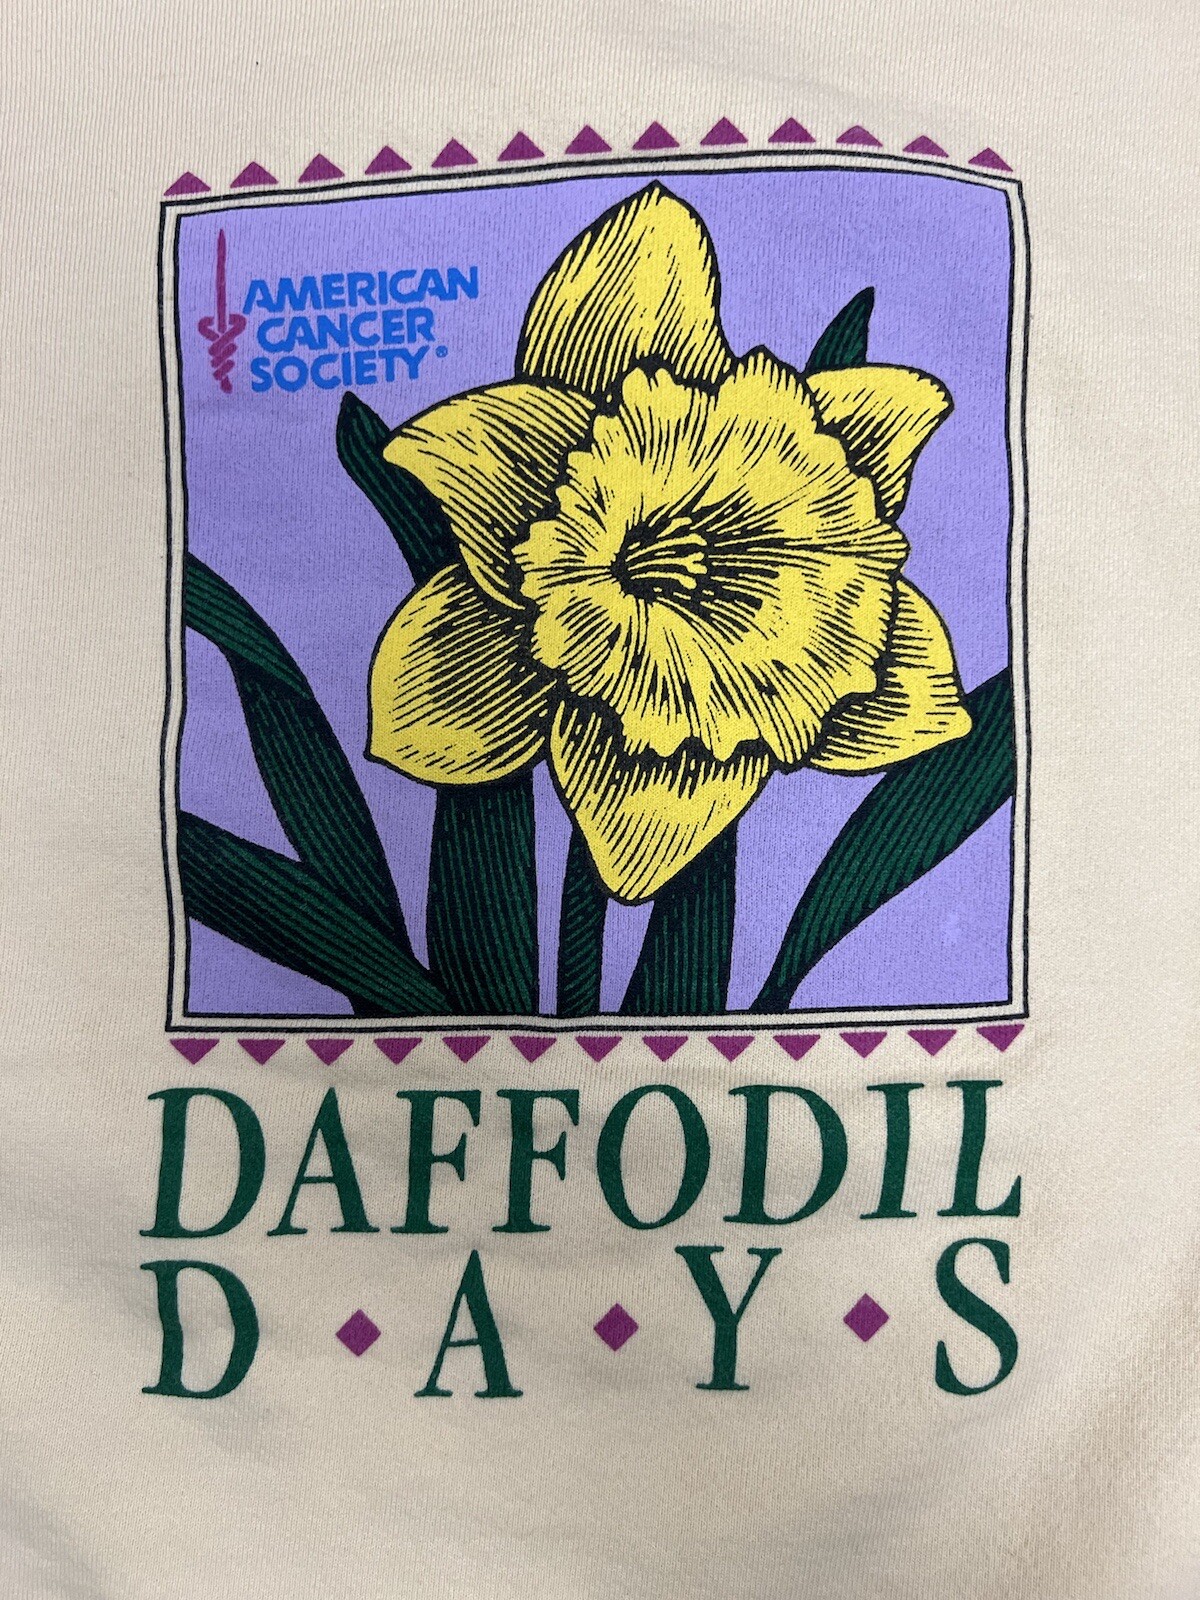 AMERICAN
CANCER
SOCIETY®
DAFFODIL
D ◆ A ◆ Y ◆ S